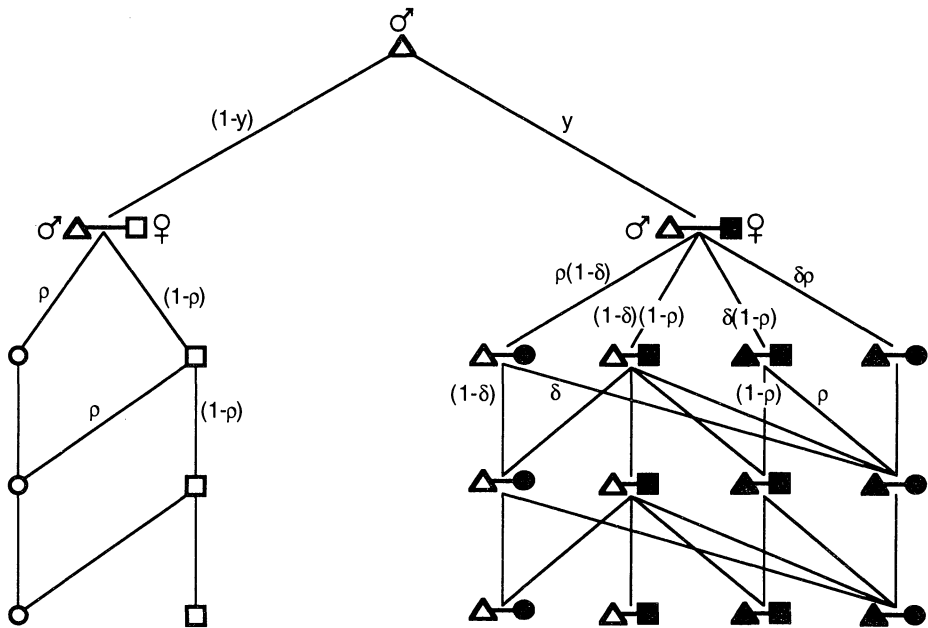 ♂
(1-y) y
♂ ♀ ♂ ♀
ρ (1-ρ) ρ(1-δ) (1-δ)(1-ρ) δ(1-ρ) δρ
ρ (1-ρ) (1-δ) δ (1-ρ) ρ